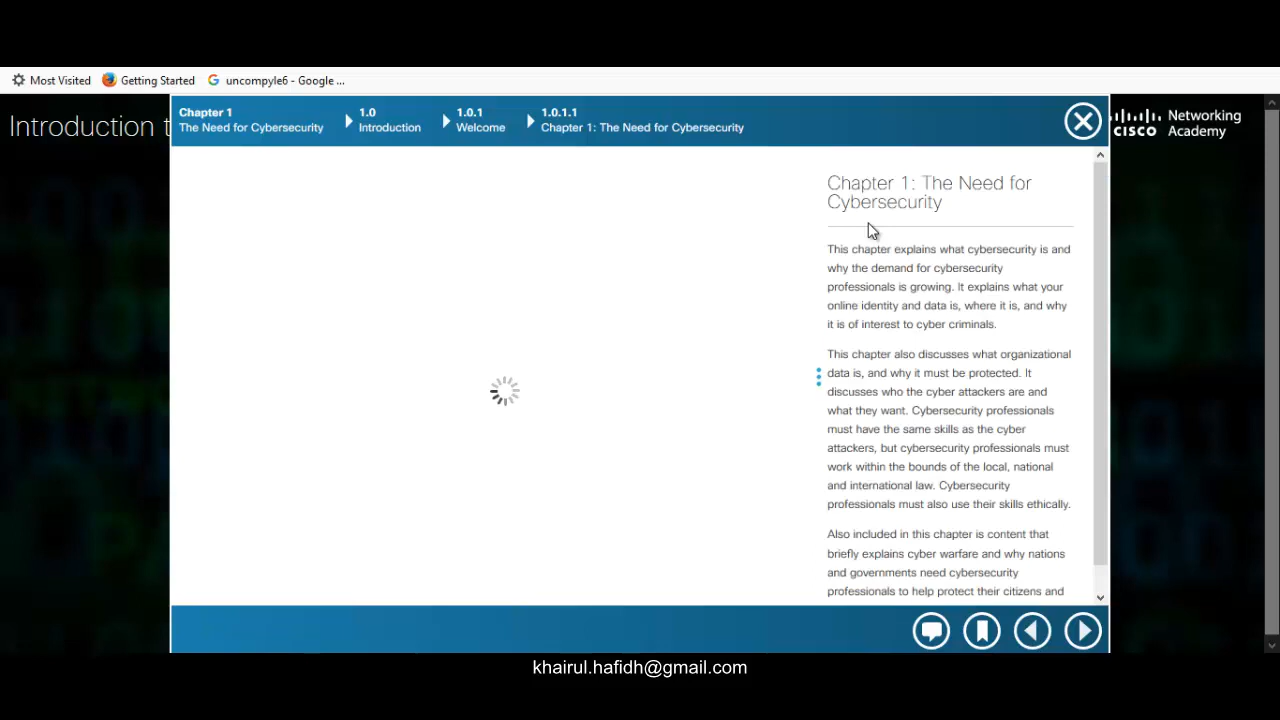 Most Visited Getting Started uncompyle6 - Google ...
Introduction t
Chapter 1
The Need for Cybersecurity
1.0
Introduction
1.0.1
Welcome
1.0.1.1
Chapter 1: The Need for Cybersecurity
CISCO
Networking
Academy
Chapter 1: The Need for
Cybersecurity
This chapter explains what cybersecurity is and
why the demand for cybersecurity
professionals is growing. It explains what your
online identity and data is, where it is, and why
it is of interest to cyber criminals.
This chapter also discusses what organizational
data is, and why it must be protected. It
discusses who the cyber attackers are and
what they want. Cybersecurity professionals
must have the same skills as the cyber
attackers, but cybersecurity professionals must
work within the bounds of the local, national
and international law. Cybersecurity
professionals must also use their skills ethically.
Also included in this chapter is content that
briefly explains cyber warfare and why nations
and governments need cybersecurity
professionals to help protect their citizens and
khairul.hafidh@gmail.com